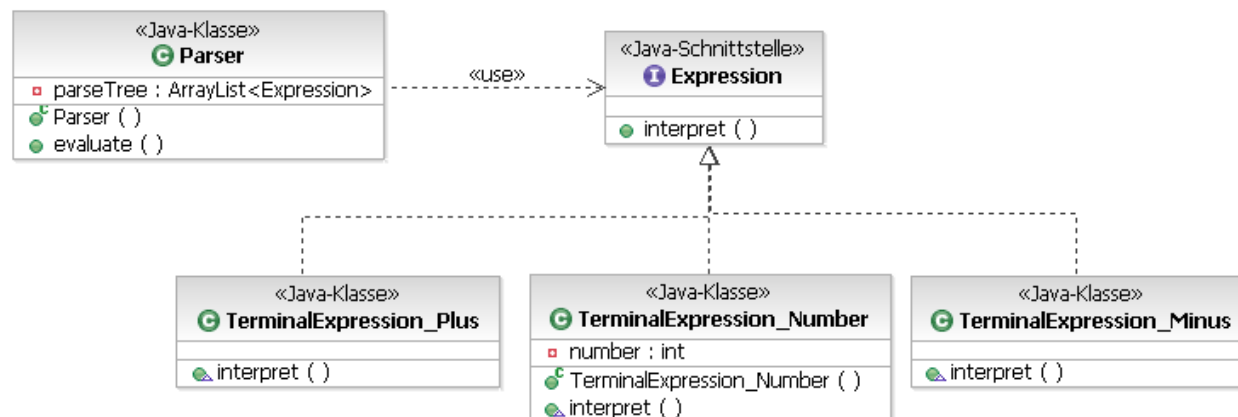 «Java-Klasse»
Parser
parseTree : ArrayList<Expression>
Parser ( )
evaluate ( )
«use»
«Java-Schnittstelle»
Expression
interpret ( )
«Java-Klasse»
TerminalExpression_Plus
interpret ( )
«Java-Klasse»
TerminalExpression_Number
number : int
TerminalExpression_Number ( )
interpret ( )
«Java-Klasse»
TerminalExpression_Minus
interpret ( )